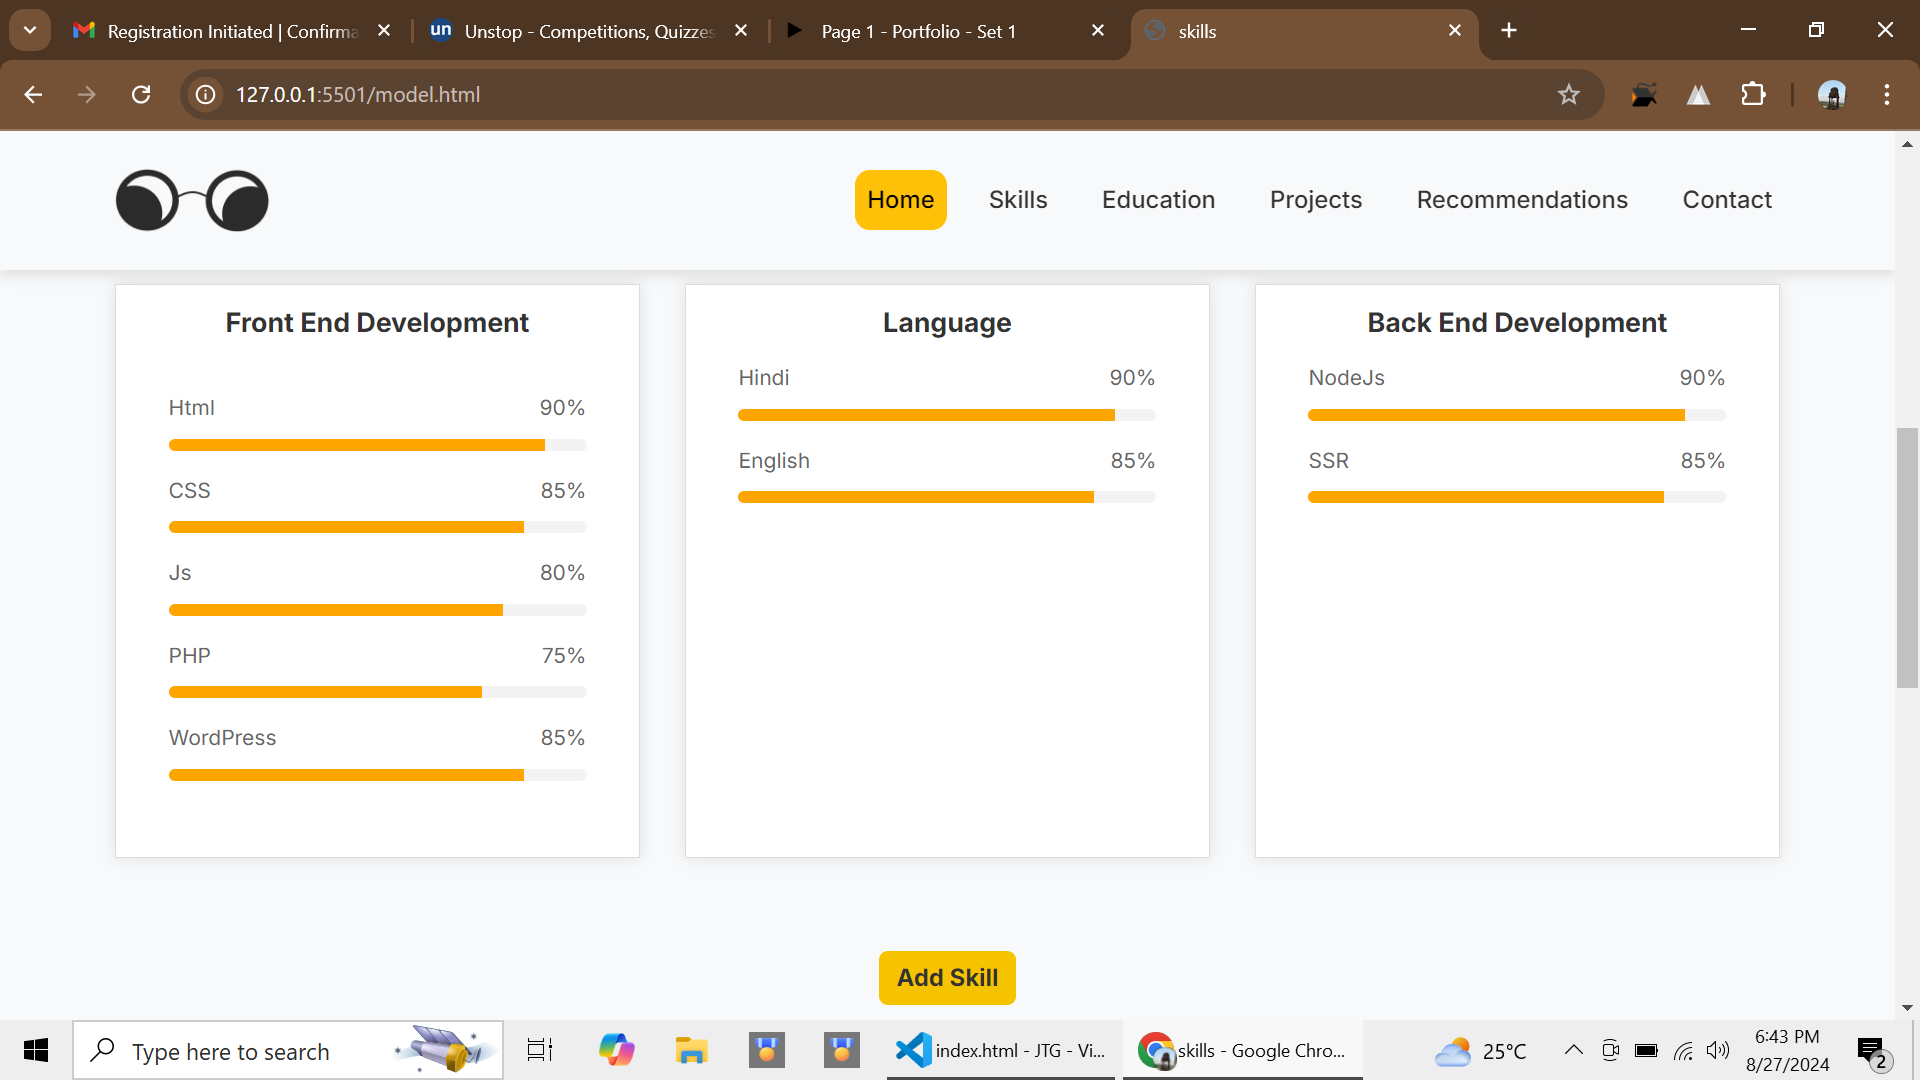 Registration Initiated | Confirma
un
Unstop - Competitions, Quizzes
Page 1 - Portfolio - Set 1
skills
127.0.0.1:5501/model.html
Home
Skills
Education
Projects
Recommendations
Contact
Front End Development
Html 90%
CSS 85%
Js 80%
PHP 75%
WordPress 85%
Language
Hindi 90%
English 85%
Back End Development
NodeJs 90%
SSR 85%
Add Skill
Type here to search
index.html - JTG - Vi...
skills - Google Chro...
25°C
6:43 PM
8/27/2024
2